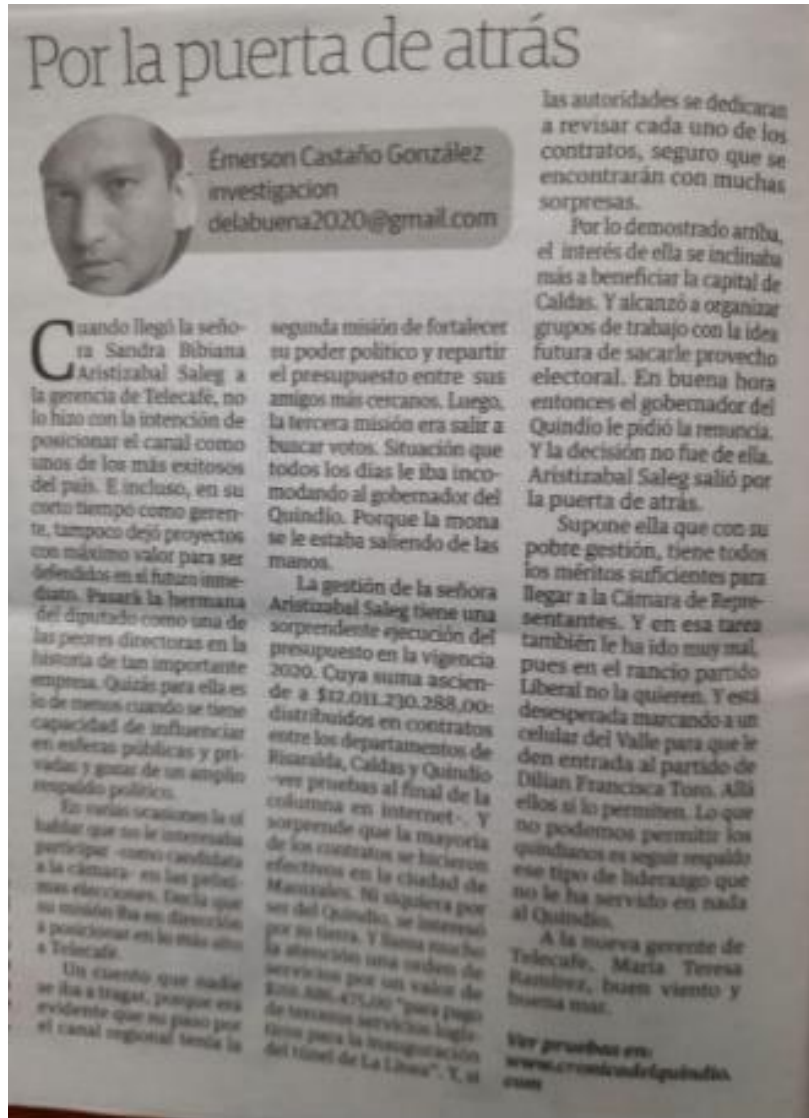 Por la puerta de atrás
Émerson Castaño González
investigacion
delabuena2020@gmail.com
Cuando llegó la seño-
ra Sandra Bibiana
Aristizabal Saleg a
la gerencia de Telecafé, no
lo hizo con la intención de
posicionar el canal como
unos de los más exitosos
del país. E incluso, en su
corto tiempo como geren-
te, tampoco dejó proyectos
con máximo valor para ser
defendidos en el futuro inme-
diato. Pasará la hermana
del diputado como una de
las peores directoras en la
historia de tan importante
empresa. Quizás para ella es
lo de menos cuando se tiene
capacidad de influenciar
en esferas públicas y pri-
vadas y gozar de un amplio
respaldo político.
En varias ocasiones la oí
hablar que no le interesaba
participar -como candidata
a la cámara- en las próxi-
mas elecciones. Decía que
su misión iba en dirección
a posicionar en lo más alto
a Telecafé.
Un cuento que nadie
se iba a tragar, porque era
evidente que su paso por
el canal regional tenía la
segunda misión de fortalecer
su poder político y repartir
el presupuesto entre sus
amigos más cercanos. Luego,
la tercera misión era salir a
buscar votos. Situación que
todos los días le iba inco-
modando al gobernador del
Quindío. Porque la mona
se le estaba saliendo de las
manos.
La gestión de la señora
Aristizabal Saleg tiene una
sorprendente ejecución del
presupuesto en la vigencia
2020. Cuya suma ascien-
de a $12.011.230.288,00:
distribuidos en contratos
entre los departamentos de
Risaralda, Caldas y Quindío
-ver pruebas al final de la
columna en internet-. Y
sorprende que la mayoría
de los contratos se hicieron
efectivos en la ciudad de
Manizales. Ni siquiera por
ser del Quindío, se interesó
por su tierra. Y llama mucho
la atención una orden de
servicios por un valor de
"para pago
de terceros servicios logís-
ticos para la inauguración
del túnel de La Línea". Y, si
las autoridades se dedicaran
a revisar cada uno de los
contratos, seguro que se
encontrarán con muchas
sorpresas.
Por lo demostrado arriba,
el interés de ella se inclinaba
más a beneficiar la capital de
Caldas. Y alcanzó a organizar
grupos de trabajo con la idea
futura de sacarle provecho
electoral. En buena hora
entonces el gobernador del
Quindío le pidió la renuncia.
Y la decisión no fue de ella.
Aristizabal Saleg salió por
la puerta de atrás.
Supone ella que con su
pobre gestión, tiene todos
los méritos suficientes para
llegar a la Cámara de Repre-
sentantes. Y en esa tarea
también le ha ido muy mal,
pues en el rancio partido
Liberal no la quieren. Y está
desesperada marcando a un
celular del Valle para que le
den entrada al partido de
Dilian Francisca Toro. Allá
ellos si lo permiten. Lo que
no podemos permitir los
quindianos es seguir respaldo
ese tipo de liderazgo que
no le ha servido en nada
al Quindío.
A la nueva gerente de
Telecafé, María Teresa
Ramírez, buen viento y
buena mar.
Ver pruebas en:
www.cronicadelquindio.
com